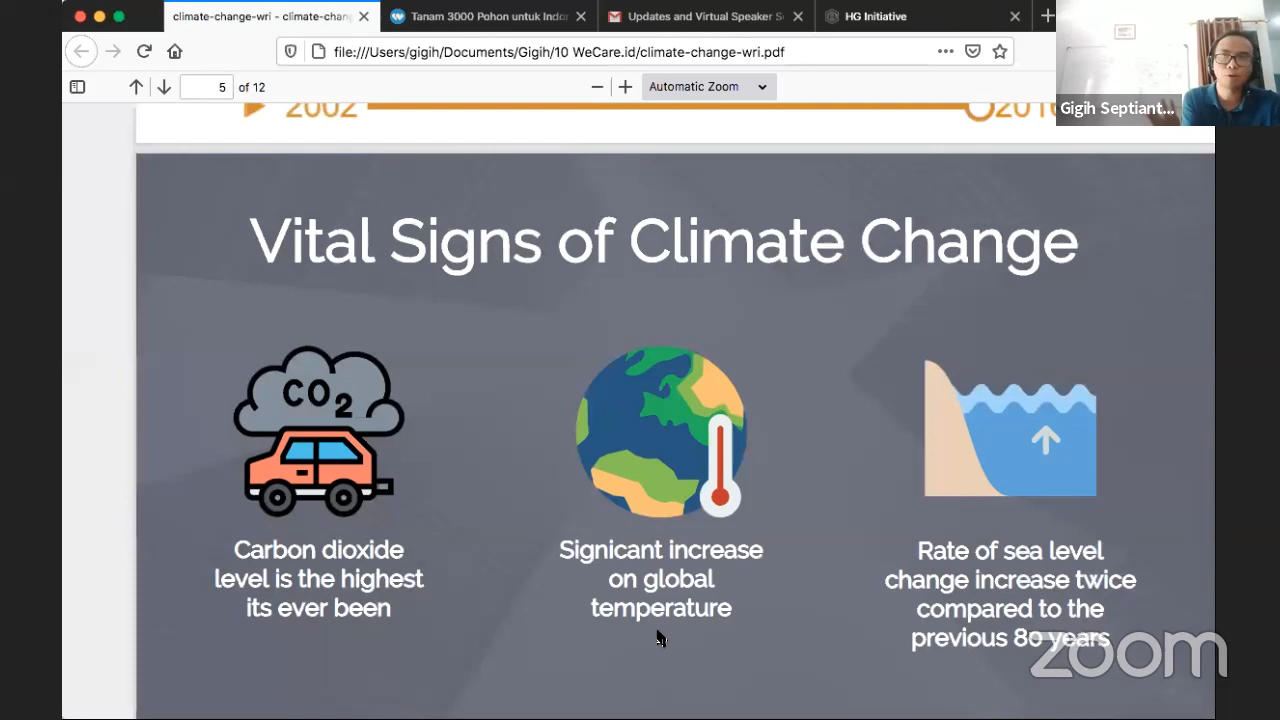 climate-change-wri - climate-chang
Tanam 3000 Pohon untuk Indon
Updates and Virtual Speaker S
HG Initiative
file:///Users/gigih/Documents/Gigih/10 WeCare.id/climate-change-wri.pdf
5 of 12
Automatic Zoom
Gigih Septiant...
2002
2016
Vital Signs of Climate Change
CO2
Carbon dioxide
level is the highest
its ever been
Signicant increase
on global
temperature
Rate of sea level
change increase twice
compared to the
previous 80 years
zoom